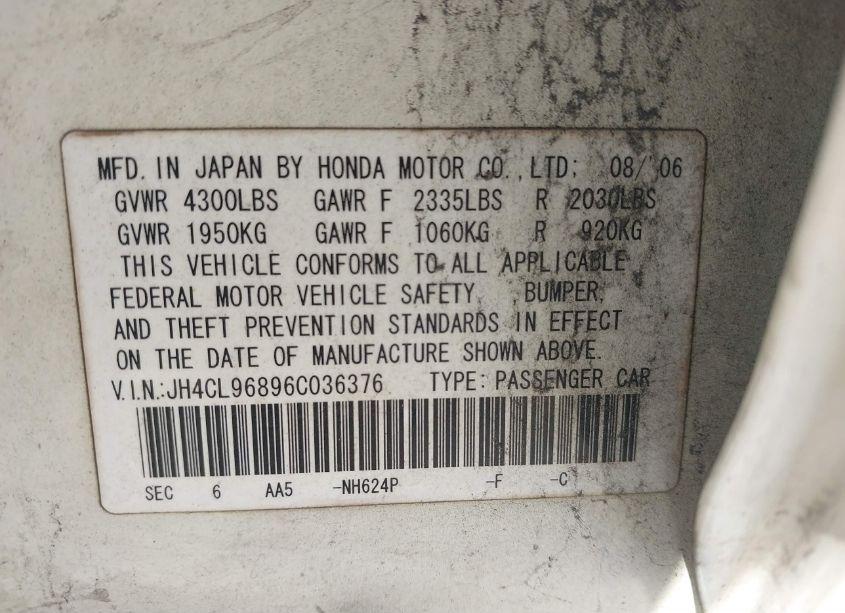 MFD. IN JAPAN BY HONDA MOTOR CO., LTD; 08/'06
GVWR 4300LBS GAWR F 2335LBS R 2030LBS
GVWR 1950KG GAWR F 1060KG R 920KG
THIS VEHICLE CONFORMS TO ALL APPLICABLE
FEDERAL MOTOR VEHICLE SAFETY, BUMPER,
AND THEFT PREVENTION STANDARDS IN EFFECT
ON THE DATE OF MANUFACTURE SHOWN ABOVE.
V.I.N.:JH4CL96896C036376 TYPE: PASSENGER CAR
SEC 6 AA5 -NH624P -F -C